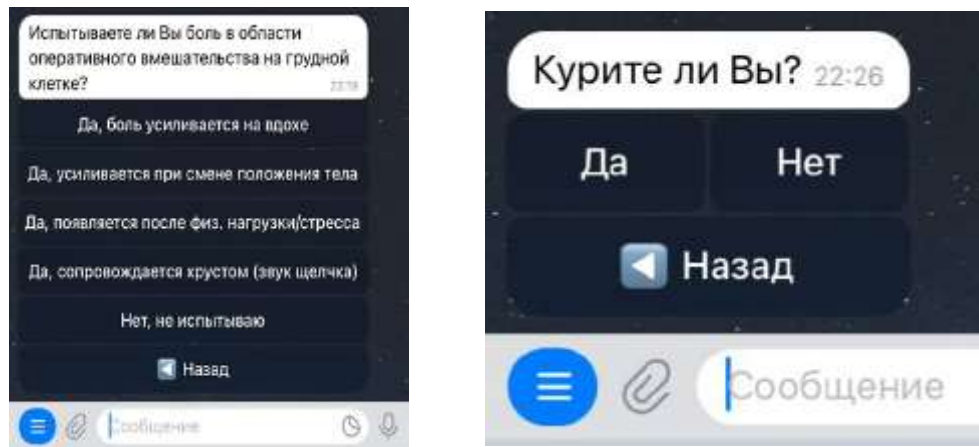 Испытываете ли Вы боль в области
оперативного вмешательства на грудной
клетке?
Да, боль усиливается на вдохе
Да, усиливается при смене положения тела
Да, появляется после физ. нагрузки/стресса
Да, сопровождается хрустом (звук щелчка)
Нет, не испытываю
Назад
Сообщение
Курите ли Вы? 22:26
Да Нет
Назад
Сообщение